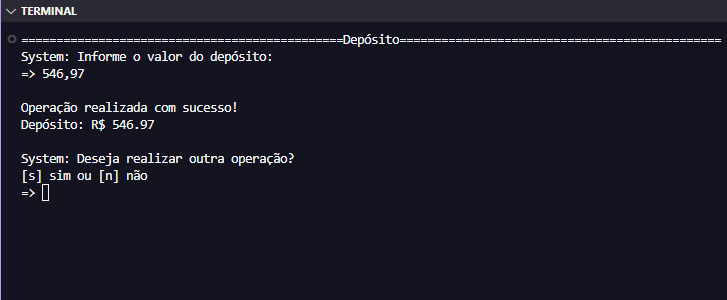 TERMINAL
==============================================Depósito==============================================
System: Informe o valor do depósito:
=> 546,97
Operação realizada com sucesso!
Depósito: R$ 546.97
System: Deseja realizar outra operação?
[s] sim ou [n] não
=>